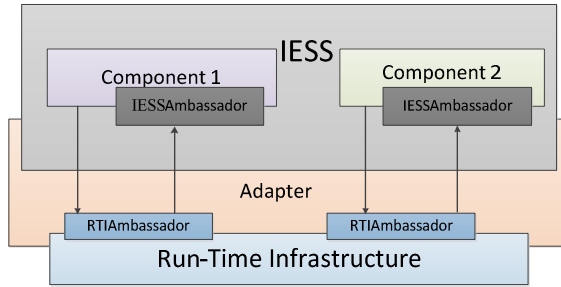 IESS
Component 1
Component 2
IESSAmbassador
IESSAmbassador
Adapter
RTIAmbassador
RTIAmbassador
Run-Time Infrastructure